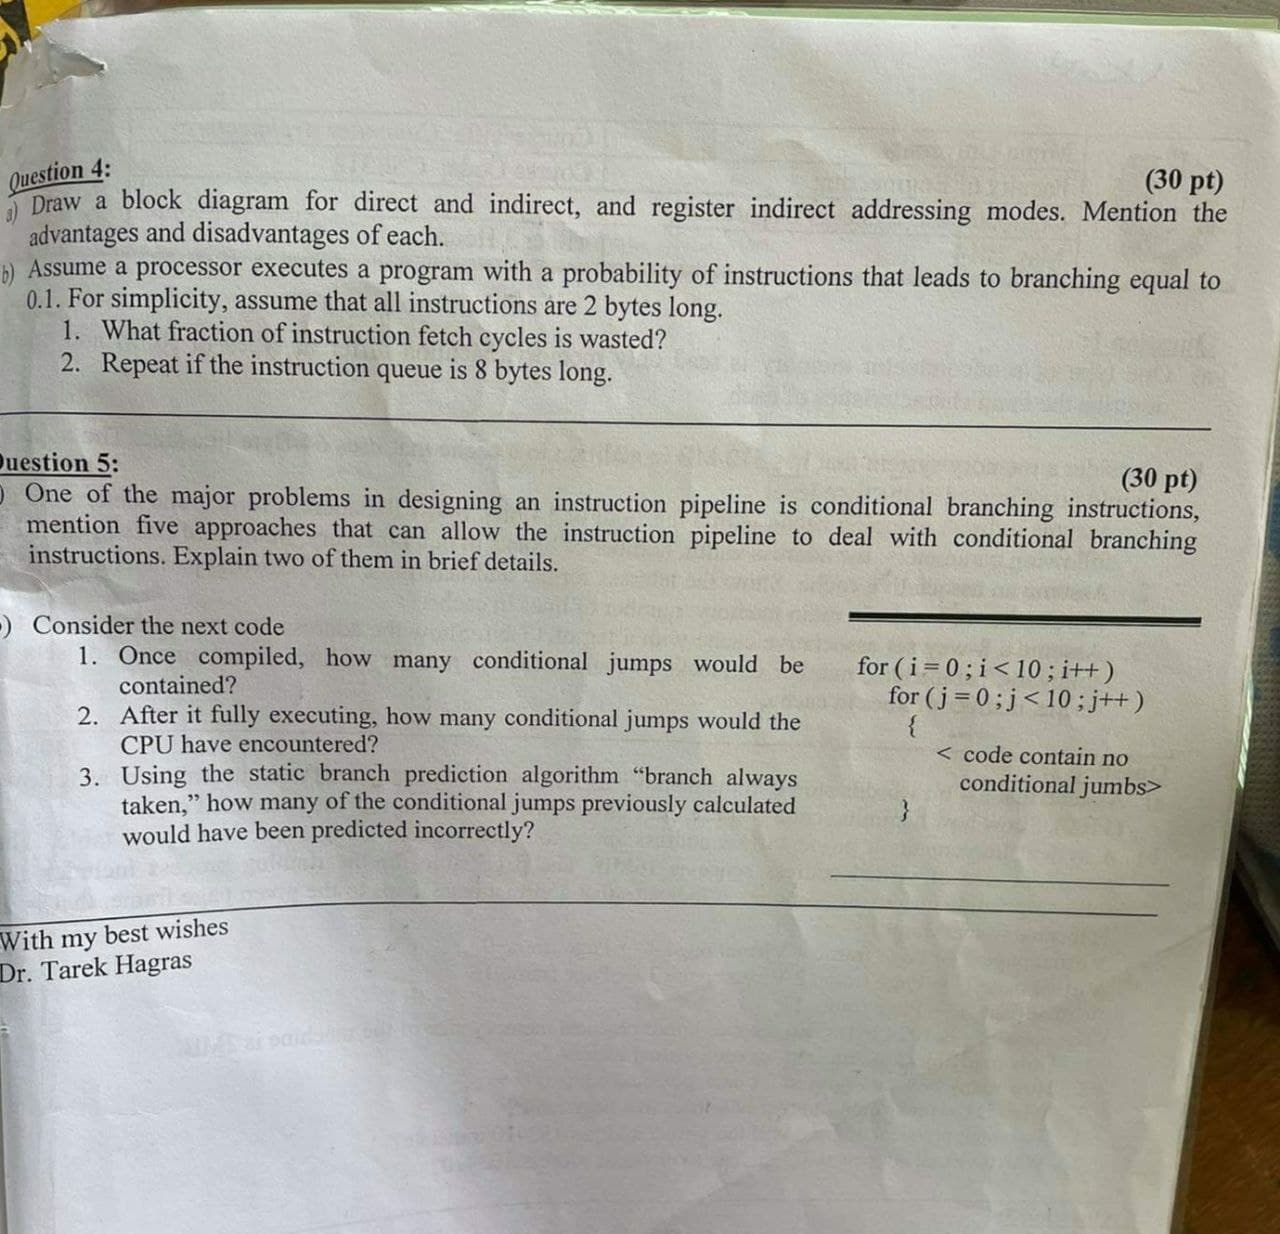 Question 4:
(30 pt)
a) Draw a block diagram for direct and indirect, and register indirect addressing modes. Mention the
advantages and disadvantages of each.
b) Assume a processor executes a program with a probability of instructions that leads to branching equal to
0.1. For simplicity, assume that all instructions are 2 bytes long.
1. What fraction of instruction fetch cycles is wasted?
2. Repeat if the instruction queue is 8 bytes long.
Question 5:
(30 pt)
) One of the major problems in designing an instruction pipeline is conditional branching instructions,
mention five approaches that can allow the instruction pipeline to deal with conditional branching
instructions. Explain two of them in brief details.
) Consider the next code
1. Once compiled, how many conditional jumps would be
contained?
2. After it fully executing, how many conditional jumps would the
CPU have encountered?
3. Using the static branch prediction algorithm “branch always
taken,” how many of the conditional jumps previously calculated
would have been predicted incorrectly?
for ( i = 0 ; i < 10 ; i++ )
for ( j = 0 ; j < 10 ; j++ )
{
< code contain no
conditional jumbs>
}
With my best wishes
Dr. Tarek Hagras